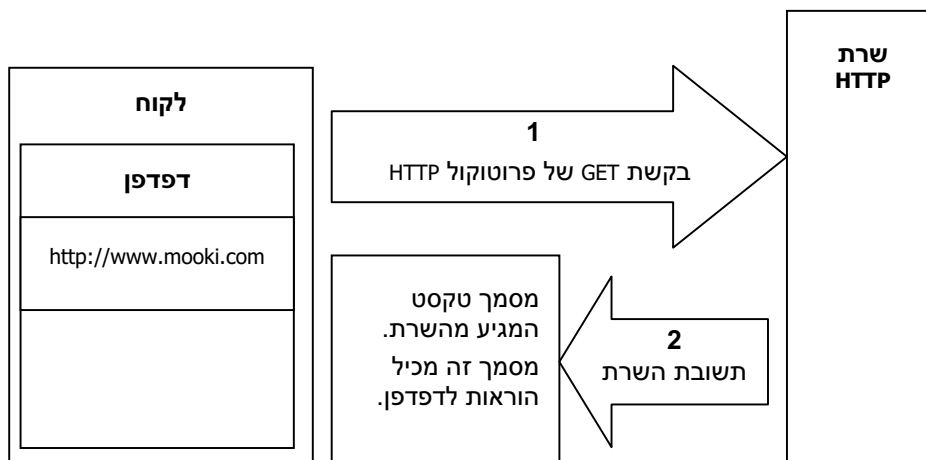 לקוח
דפדפן
http://www.mooki.com
1
בקשת GET של פרוטוקול HTTP
שרת
HTTP
2
תשובת השרת
מסמך טקסט
המגיע מהשרת.
מסמך זה מכיל
הוראות לדפדפן.